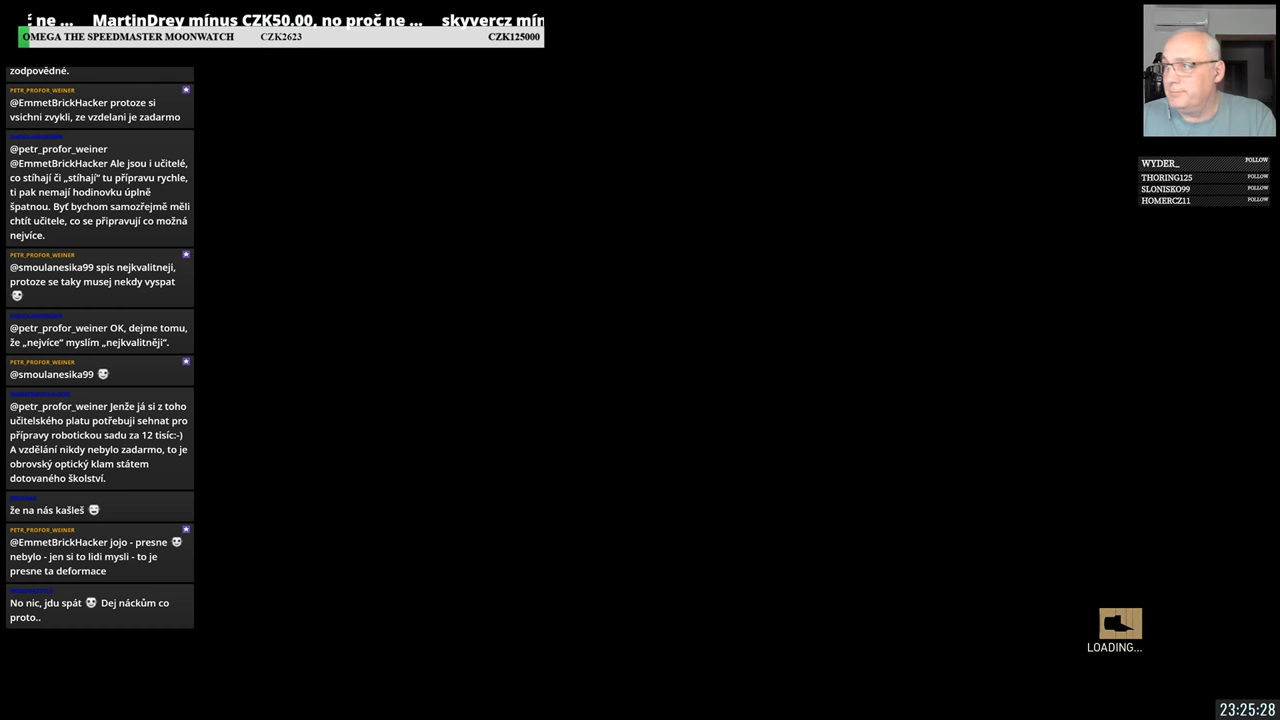 ž ne ... MartinDrey mínus CZK50.00, no proč ne ... skyvercz mín
OMEGA THE SPEEDMASTER MOONWATCH CZK2623 CZK125000
zodpovědné.
PETR_PROFOR_WEINER
@EmmetBrickHacker protoze si
vsichni zvykli, ze vzdelani je zadarmo
@petr_profor_weiner
@EmmetBrickHacker Ale jsou i učitelé,
co stíhají či „stíhají“ tu přípravu rychle,
ti pak nemají hodinovku úplně
špatnou. Byť bychom samozřejmě měli
chtít učitele, co se připravují co možná
nejvíce.
PETR_PROFOR_WEINER
@smoulanesika99 spis nejkvalitneji,
protoze se taky musej nekdy vyspat
@petr_profor_weiner OK, dejme tomu,
že „nejvíce“ myslím „nejkvalitněji“.
PETR_PROFOR_WEINER
@smoulanesika99
@petr_profor_weiner Jenže já si z toho
učitelského platu potřebuji sehnat pro
přípravy robotickou sadu za 12 tisíc:-)
A vzdělání nikdy nebylo zadarmo, to je
obrovský optický klam státem
dotovaného školství.
že na nás kašleš
PETR_PROFOR_WEINER
@EmmetBrickHacker jojo - presne
nebylo - jen si to lidi mysli - to je
presne ta deformace
No nic, jdu spát Dej náckům co
proto..
WYDER_ FOLLOW
THORING125 FOLLOW
SLONISKO99 FOLLOW
HOMERCZ11 FOLLOW
LOADING...
23:25:28